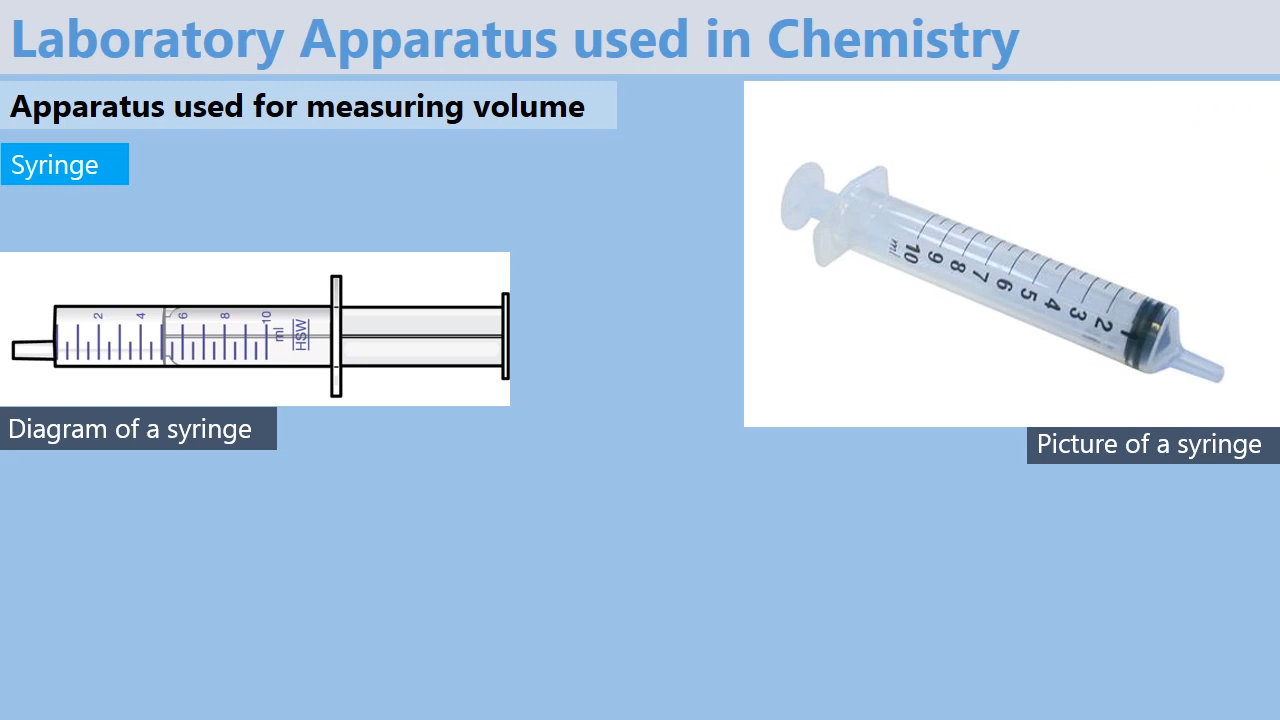 Laboratory Apparatus used in Chemistry
Apparatus used for measuring volume
Syringe
2 4 6 8 10 ml HSW
Diagram of a syringe
ml 10 9 8 7 6 5 4 3 2 1
Picture of a syringe